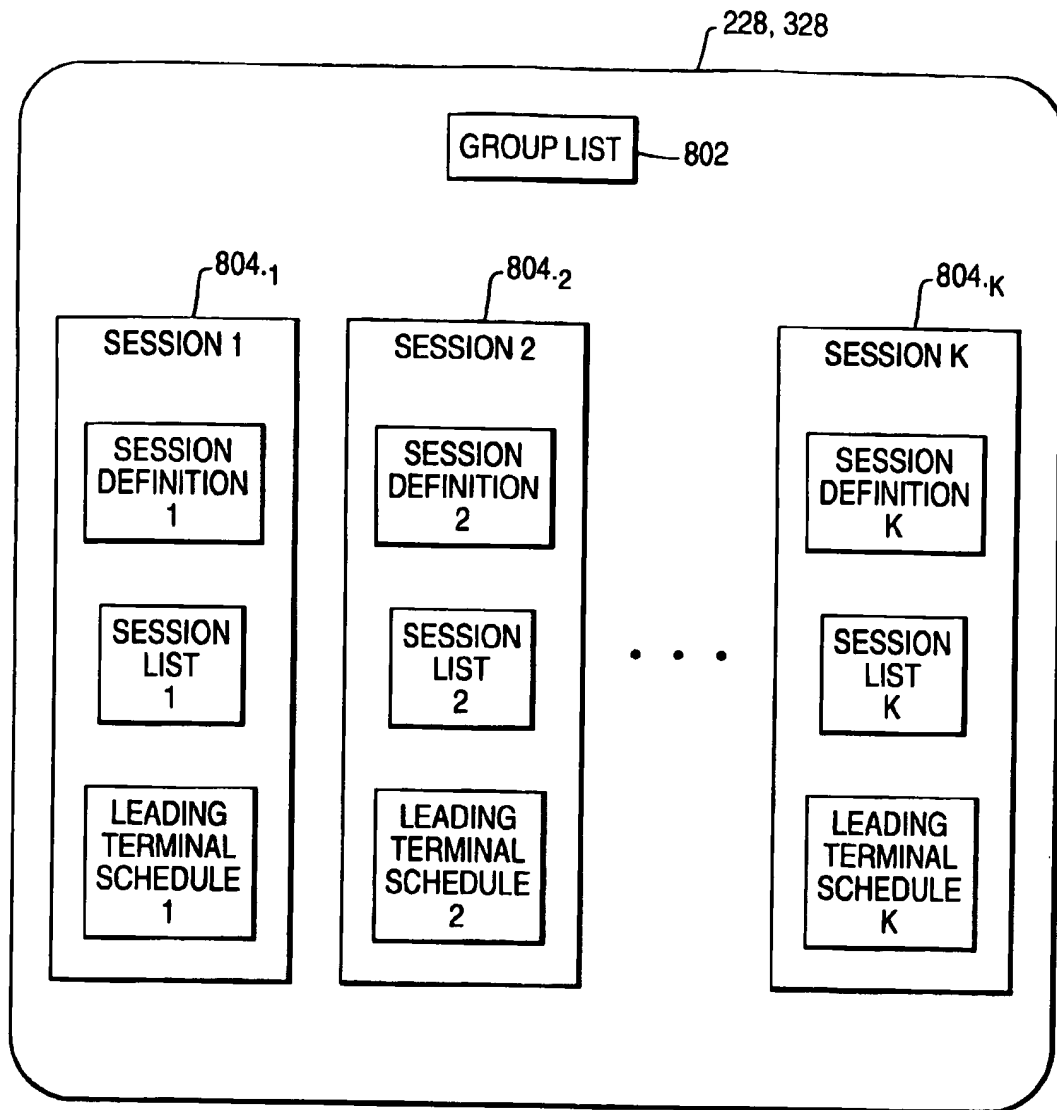 228, 328
GROUP LIST
802
804.1
804.2
804.K
SESSION 1
SESSION
DEFINITION
1
SESSION
LIST
1
LEADING
TERMINAL
SCHEDULE
1
SESSION 2
SESSION
DEFINITION
2
SESSION
LIST
2
LEADING
TERMINAL
SCHEDULE
2
• • •
SESSION K
SESSION
DEFINITION
K
SESSION
LIST
K
LEADING
TERMINAL
SCHEDULE
K